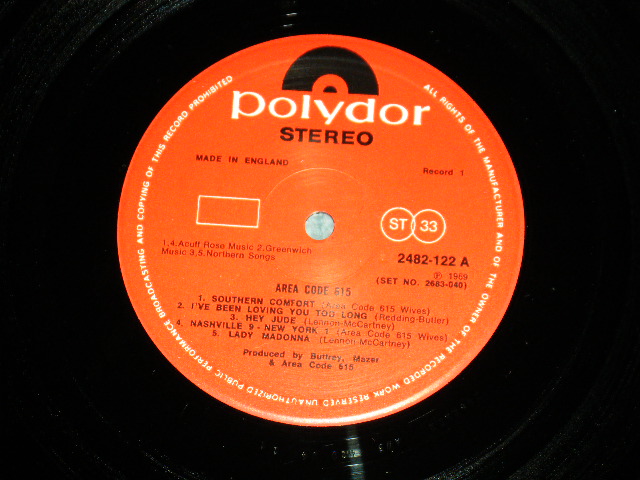 polydor
STEREO
MADE IN ENGLAND
Record 1
ST 33
1,4.Acuff Rose Music 2.Greenwich
Music 3,5.Northern Songs
2482-122 A
℗ 1969
(SET NO. 2683-040)
AREA CODE 615
1. SOUTHERN COMFORT (Area Code 615 Wives)
2. I'VE BEEN LOVING YOU TOO LONG (Redding-Butler)
3. HEY JUDE (Lennon-McCartney)
4. NASHVILLE 9 - NEW YORK 1 (Area Code 615 Wives)
5. LADY MADONNA (Lennon-McCartney)
Produced by Buttrey, Mazer
& Area Code 615
ALL RIGHTS OF THE MANUFACTURER AND OF THE OWNER OF THE RECORDED WORK RESERVED UNAUTHORIZED PUBLIC PERFORMANCE BROADCASTING AND COPYING OF THIS RECORD PROHIBITED